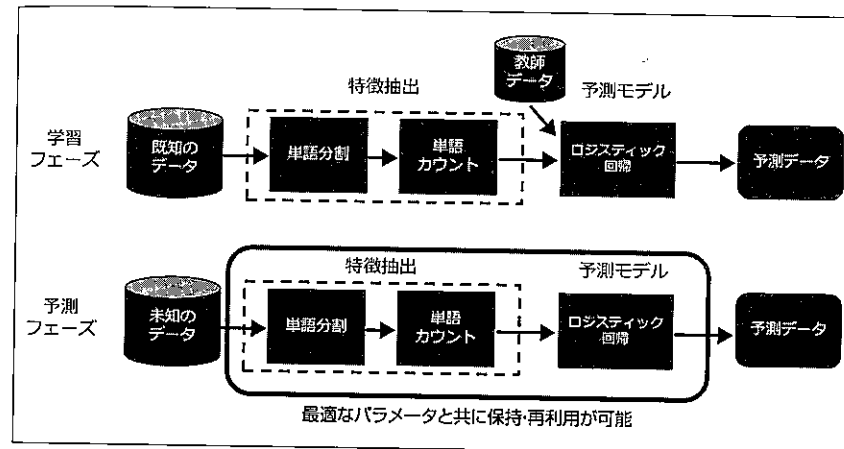 教師
データ
特徴抽出
予測モデル
学習
フェーズ
既知の
データ
単語分割
単語
カウント
ロジスティック
回帰
予測データ
特徴抽出
予測モデル
予測
フェーズ
未知の
データ
単語分割
単語
カウント
ロジスティック
回帰
予測データ
最適なパラメータと共に保持・再利用が可能